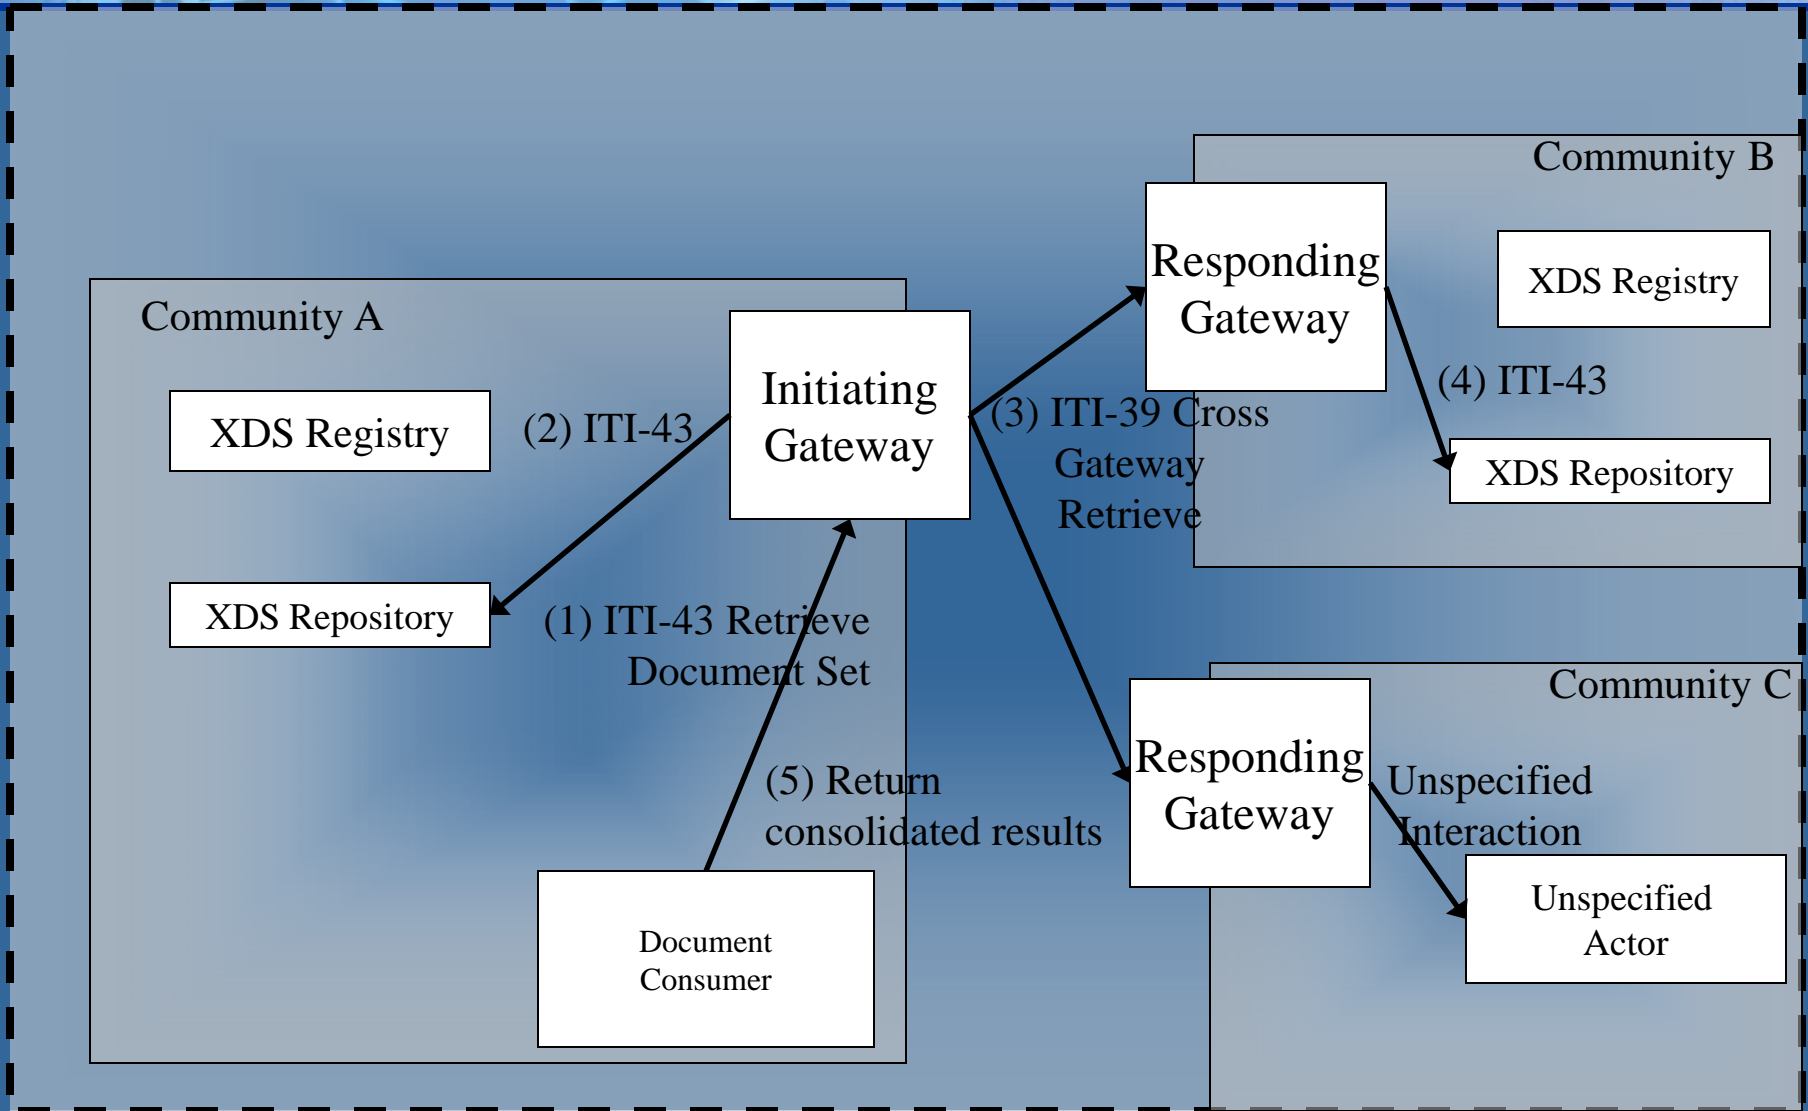 Community B
Responding
Gateway
XDS Registry
Community A
Initiating
Gateway
(4) ITI-43
XDS Registry
(2) ITI-43
(3) ITI-39 Cross
Gateway
Retrieve
XDS Repository
XDS Repository
(1) ITI-43 Retrieve
Document Set
Community C
Responding
Gateway
(5) Return
consolidated results
Unspecified
Interaction
Unspecified
Actor
Document
Consumer